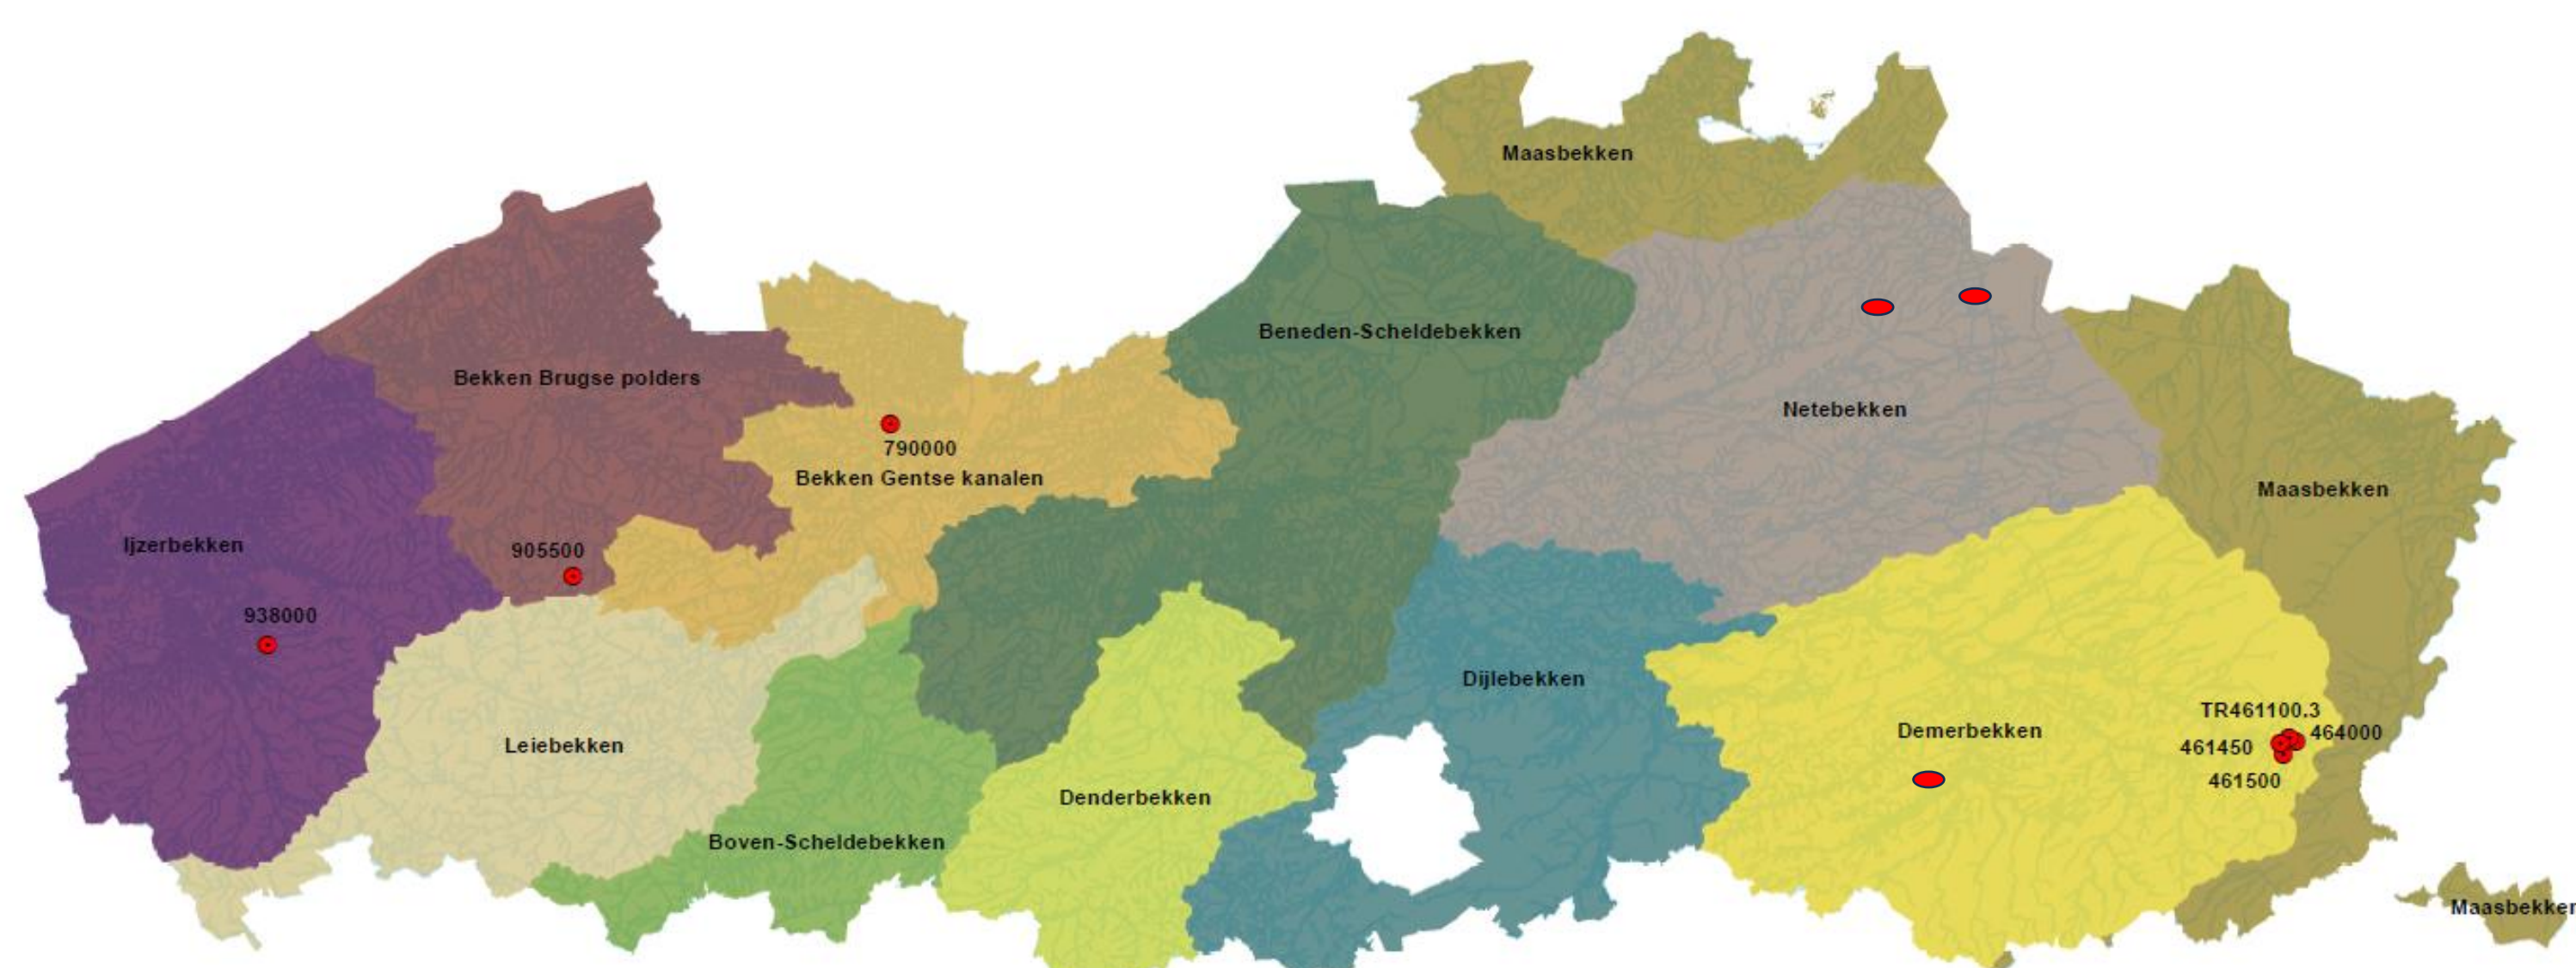 Maasbekken
Beneden-Scheldebekken
Bekken Brugse polders
Netebekken
790000
Bekken Gentse kanalen
Maasbekken
Ijzerbekken
905500
938000
Dijlebekken
TR461100.3
Demerbekken
464000
Leiebekken
461450
461500
Denderbekken
Boven-Scheldebekken
Maasbekken